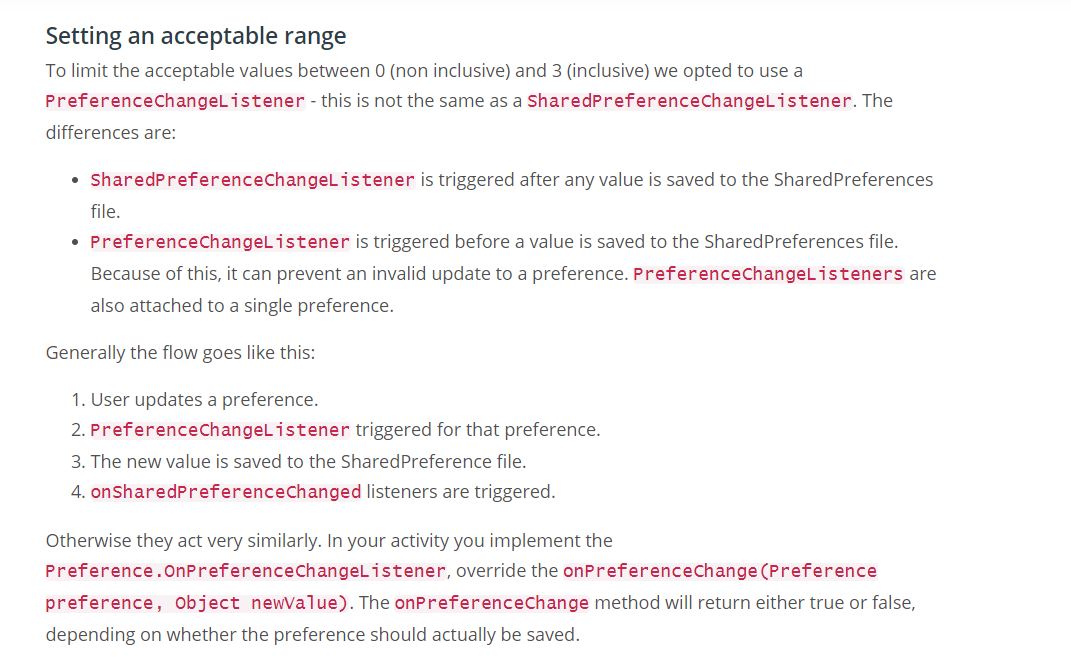 Setting an acceptable range
To limit the acceptable values between 0 (non inclusive) and 3 (inclusive) we opted to use a
PreferenceChangeListener - this is not the same as a SharedPreferenceChangeListener. The
differences are:
• SharedPreferenceChangeListener is triggered after any value is saved to the SharedPreferences
file.
• PreferenceChangeListener is triggered before a value is saved to the SharedPreferences file.
Because of this, it can prevent an invalid update to a preference. PreferenceChangeListeners are
also attached to a single preference.
Generally the flow goes like this:
1. User updates a preference.
2. PreferenceChangeListener triggered for that preference.
3. The new value is saved to the SharedPreference file.
4. onSharedPreferenceChanged listeners are triggered.
Otherwise they act very similarly. In your activity you implement the
Preference.OnPreferenceChangeListener, override the onPreferenceChange(Preference
preference, Object newValue). The onPreferenceChange method will return either true or false,
depending on whether the preference should actually be saved.